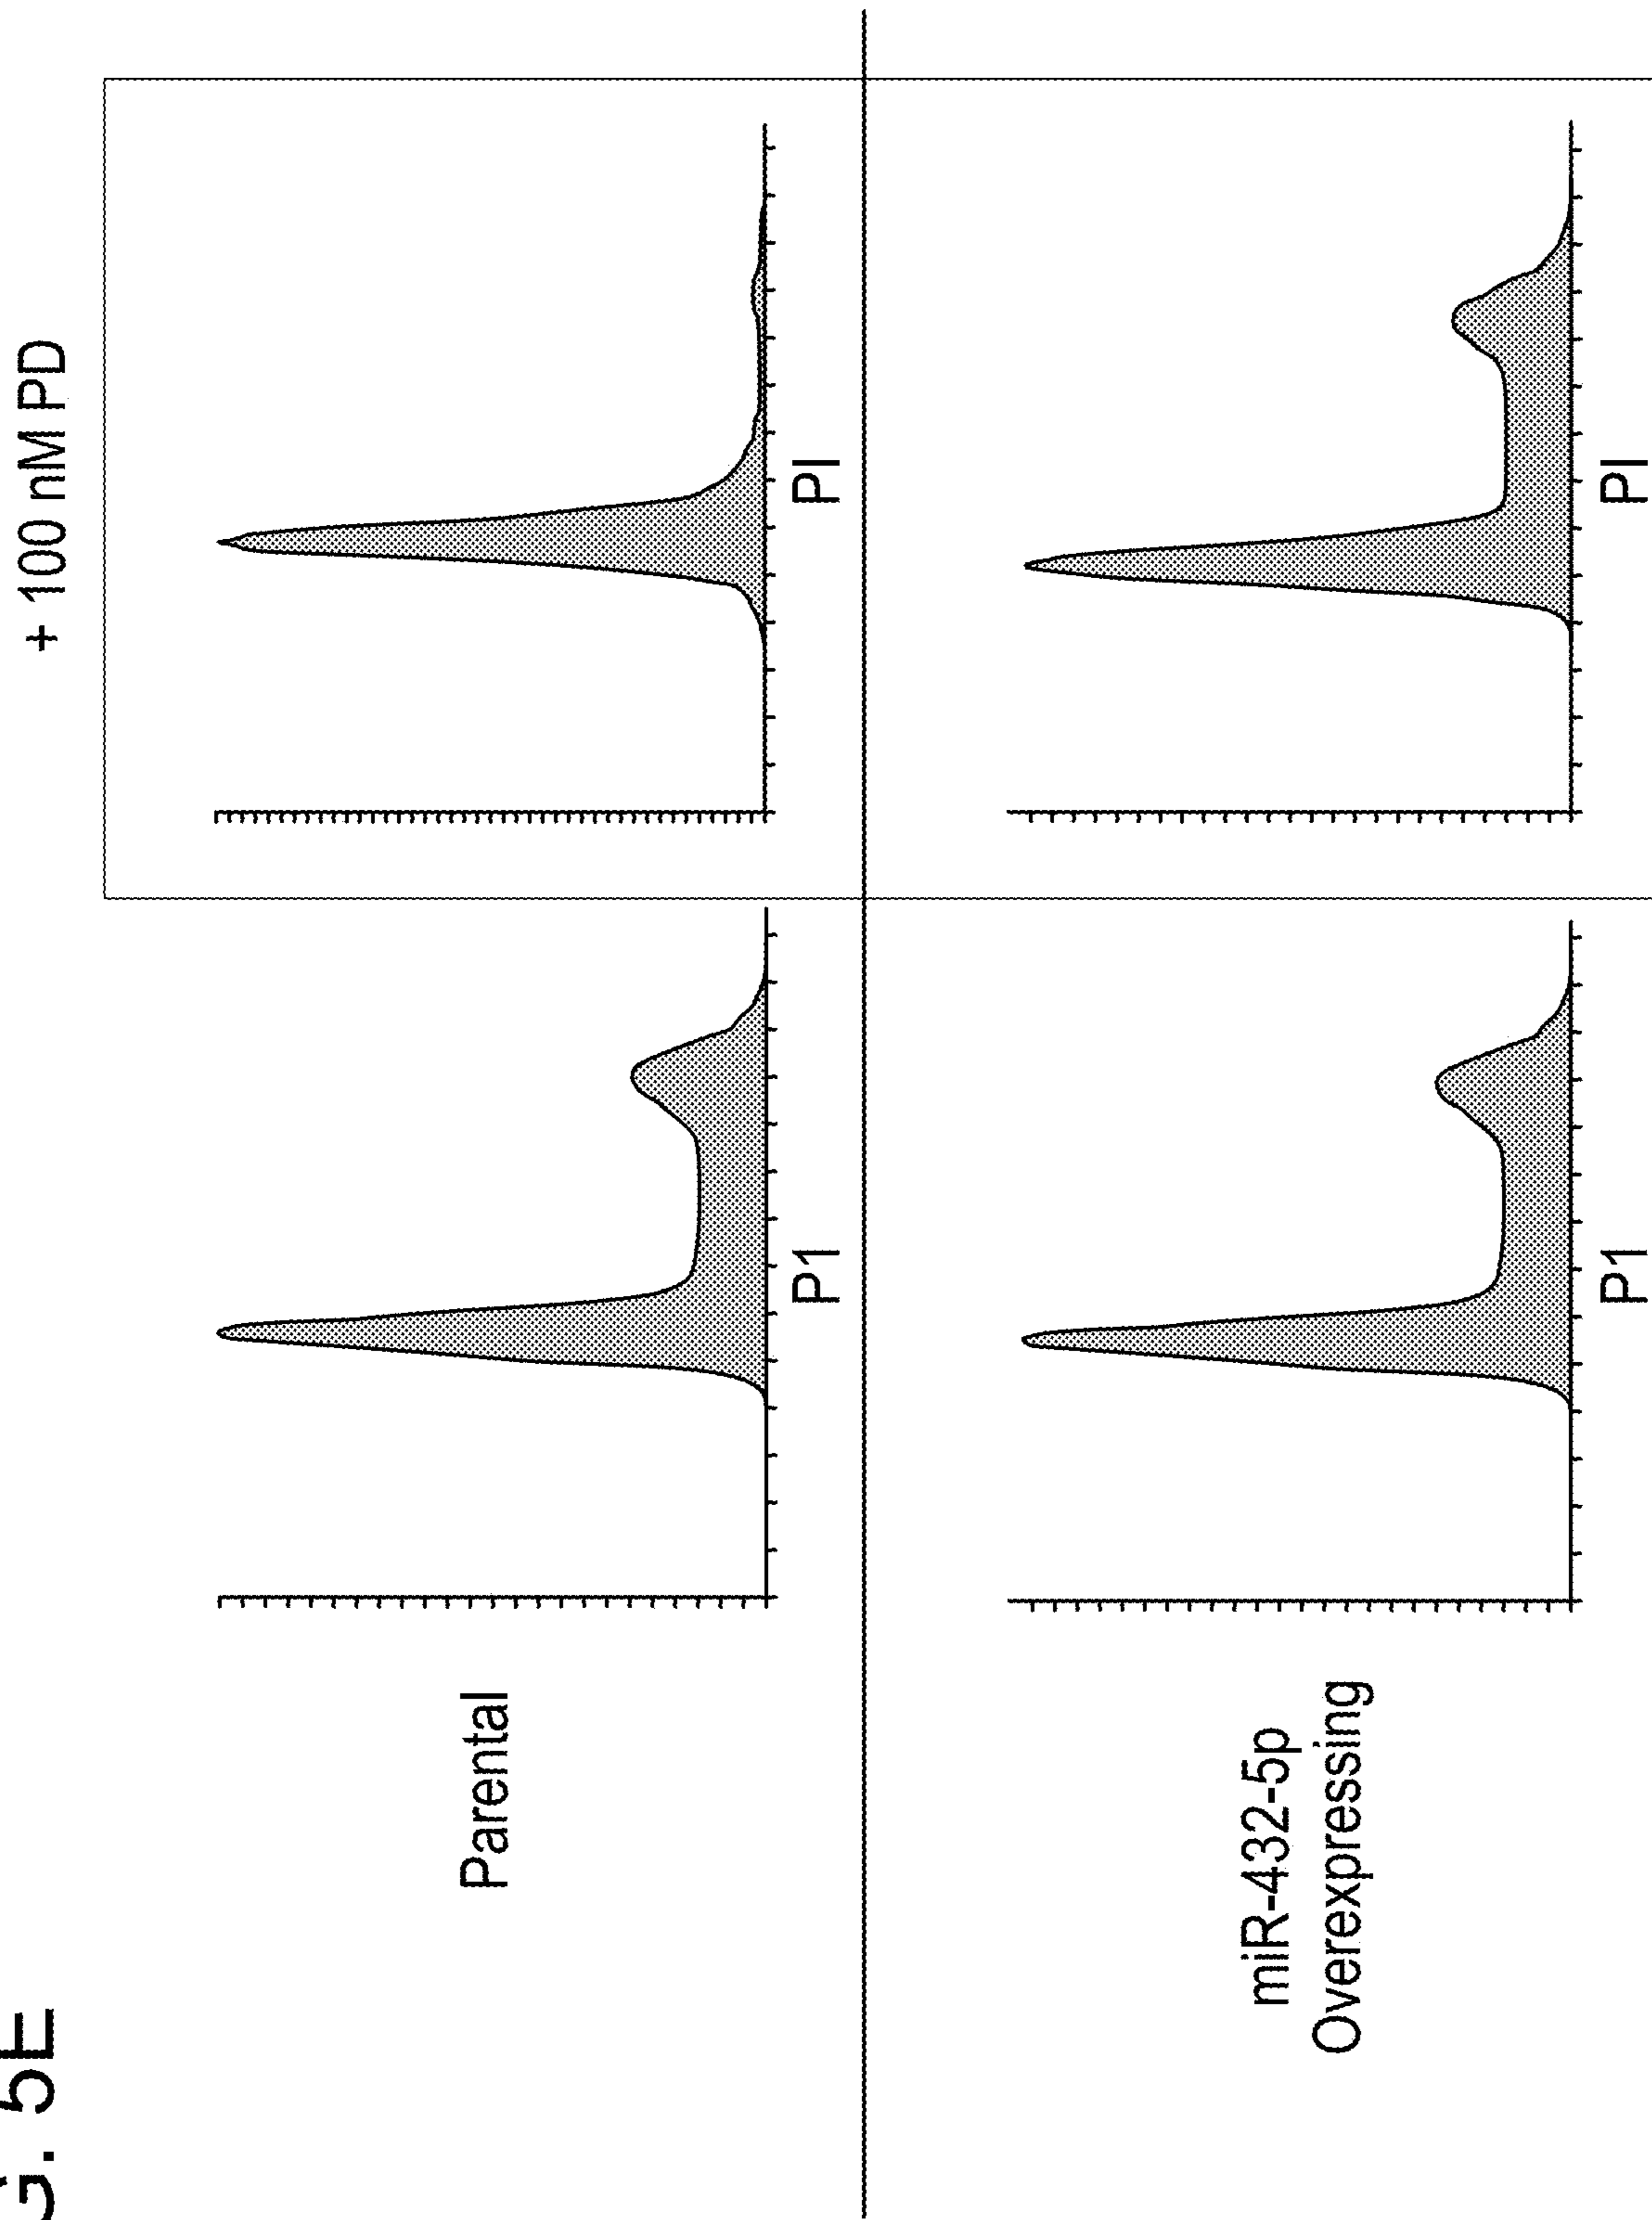 G. 5E
+ 100 nM PD
Parental
P1
PI
miR-432-5p
Overexpressing
P1
PI